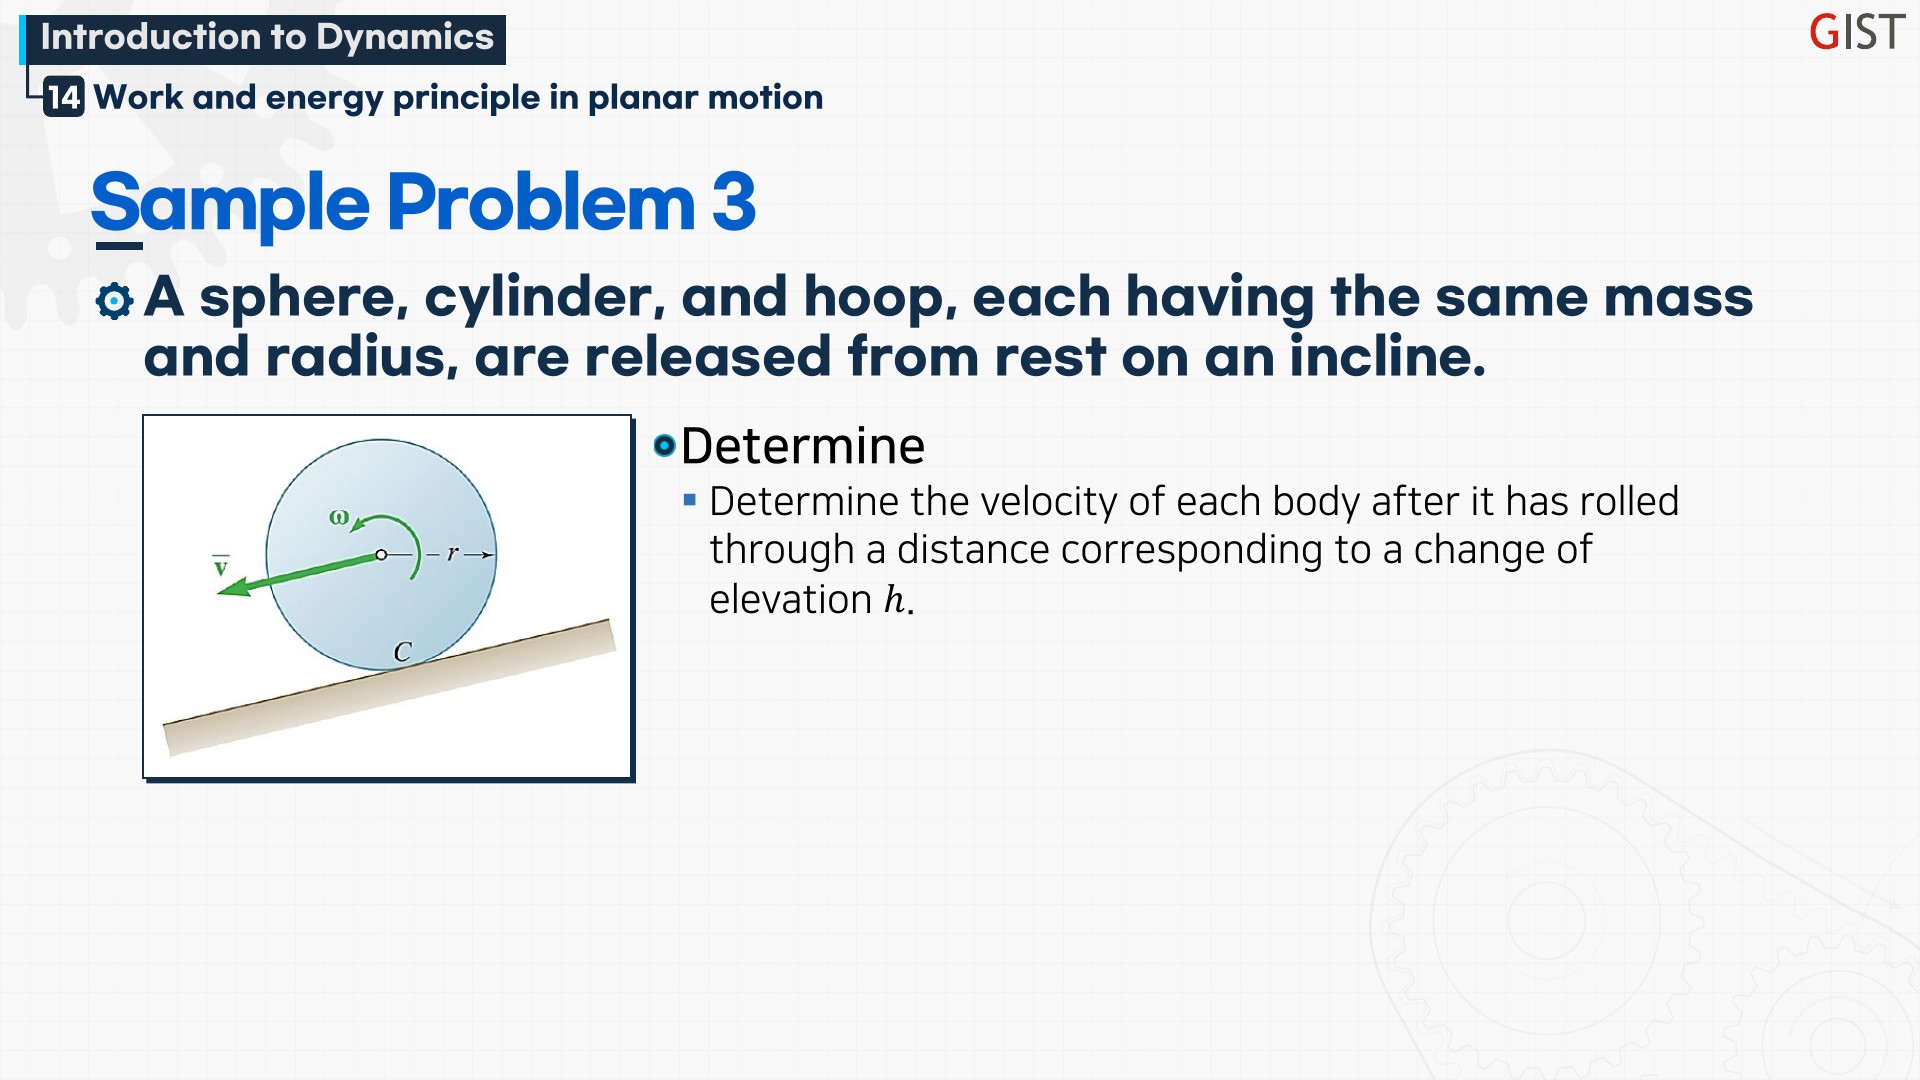 Introduction to Dynamics
GIST
14 Work and energy principle in planar motion
Sample Problem 3
A sphere, cylinder, and hoop, each having the same mass
and radius, are released from rest on an incline.
Determine
Determine the velocity of each body after it has rolled
through a distance corresponding to a change of
elevation h.
ω
r
v̅
C